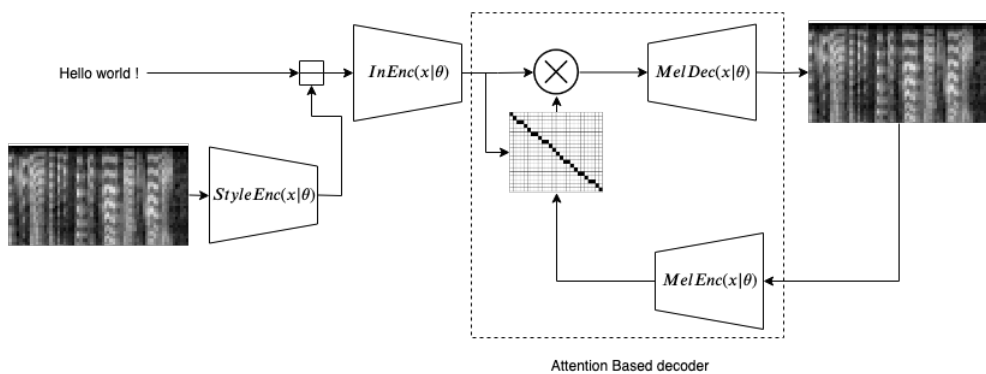 Hello world !
InEnc(x|θ)
MelDec(x|θ)
StyleEnc(x|θ)
MelEnc(x|θ)
Attention Based decoder